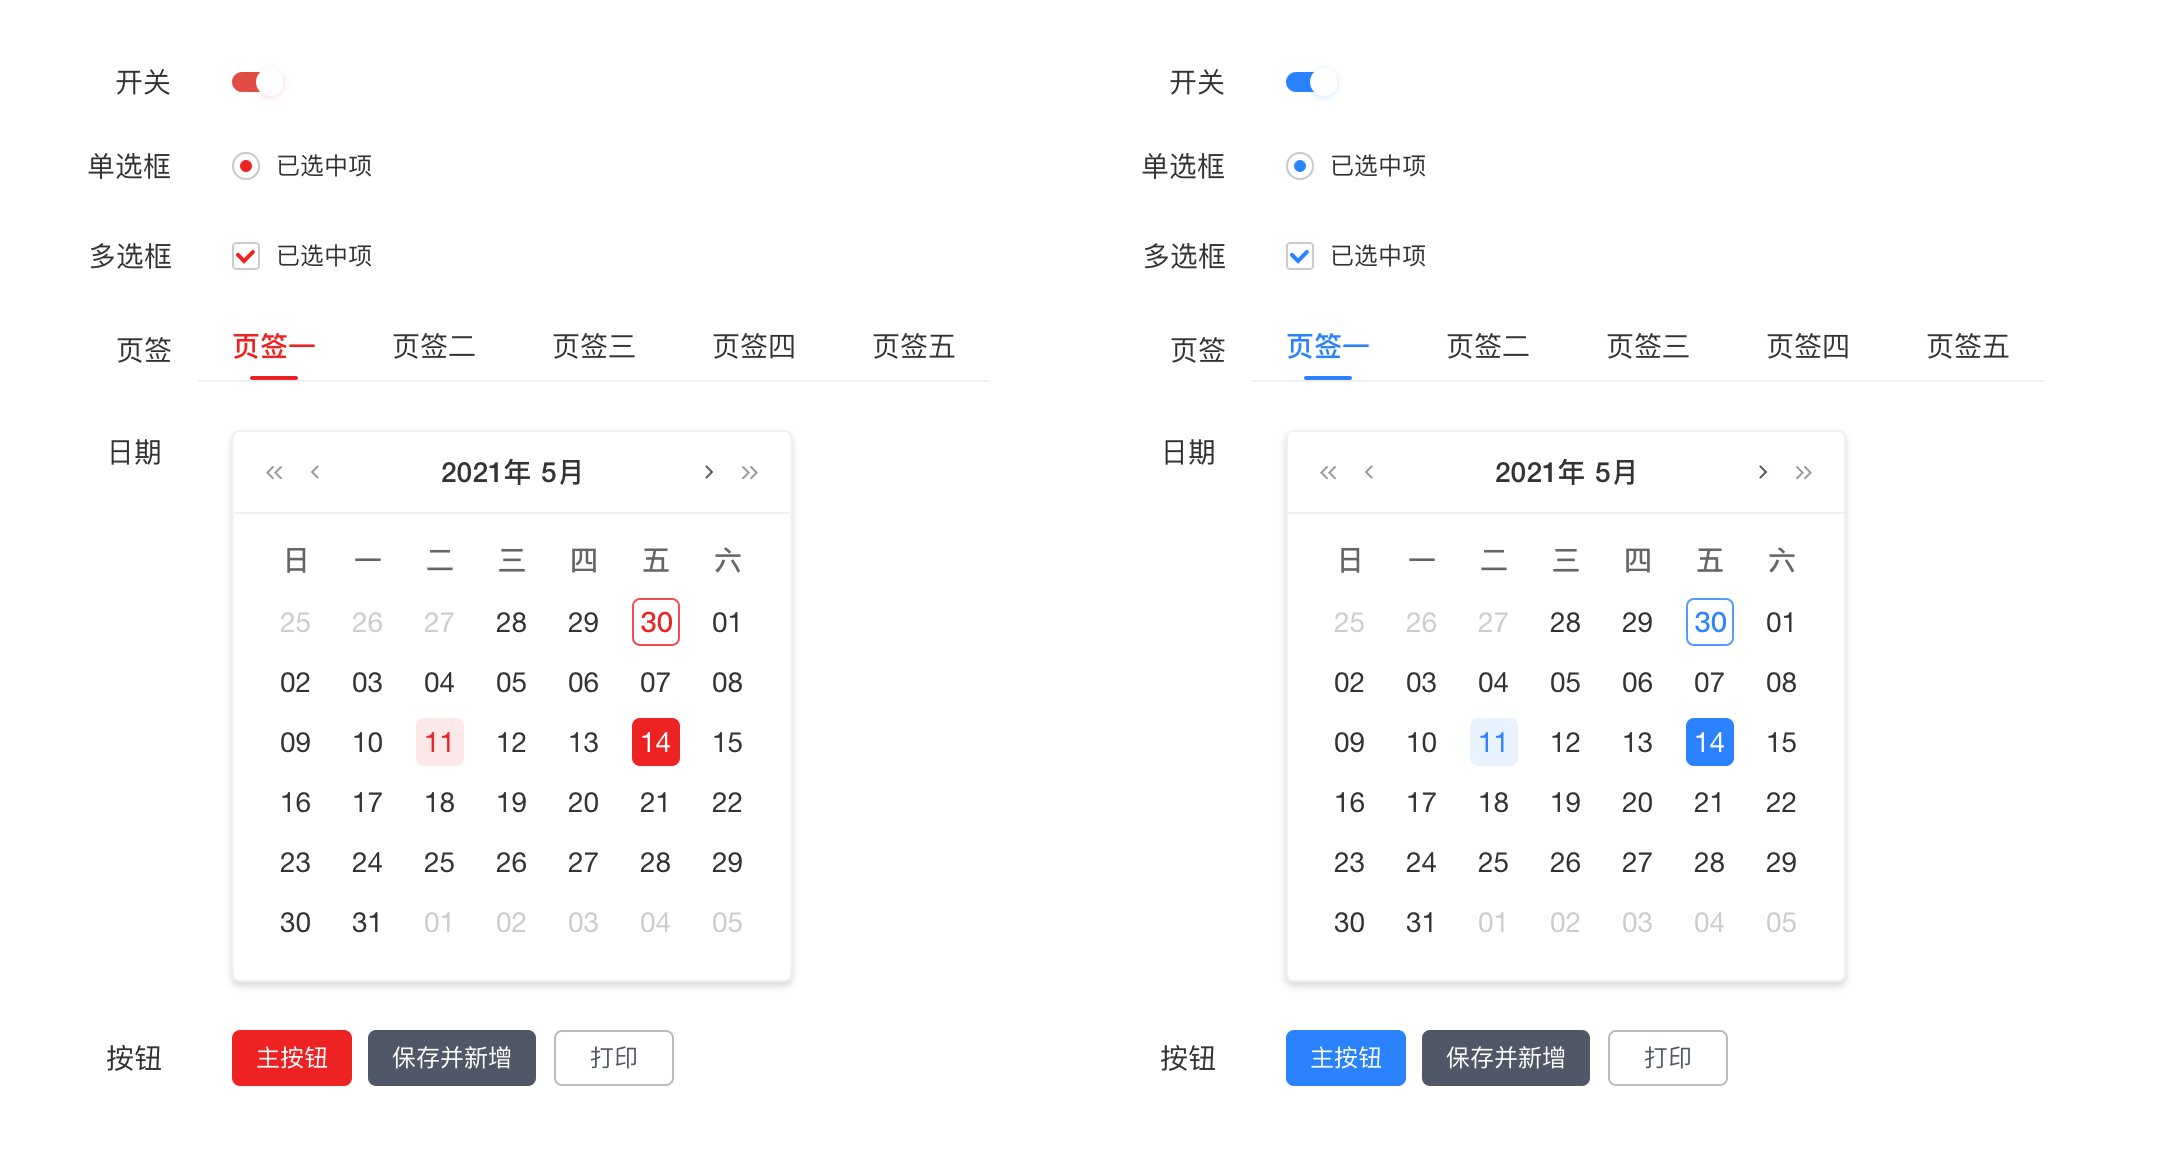 开关
单选框 已选中项
多选框 已选中项
页签 页签一 页签二 页签三 页签四 页签五
日期
2021年 5月
日 一 二 三 四 五 六
25 26 27 28 29 30 01
02 03 04 05 06 07 08
09 10 11 12 13 14 15
16 17 18 19 20 21 22
23 24 25 26 27 28 29
30 31 01 02 03 04 05
按钮 主按钮 保存并新增 打印
开关
单选框 已选中项
多选框 已选中项
页签 页签一 页签二 页签三 页签四 页签五
日期
2021年 5月
日 一 二 三 四 五 六
25 26 27 28 29 30 01
02 03 04 05 06 07 08
09 10 11 12 13 14 15
16 17 18 19 20 21 22
23 24 25 26 27 28 29
30 31 01 02 03 04 05
按钮 主按钮 保存并新增 打印